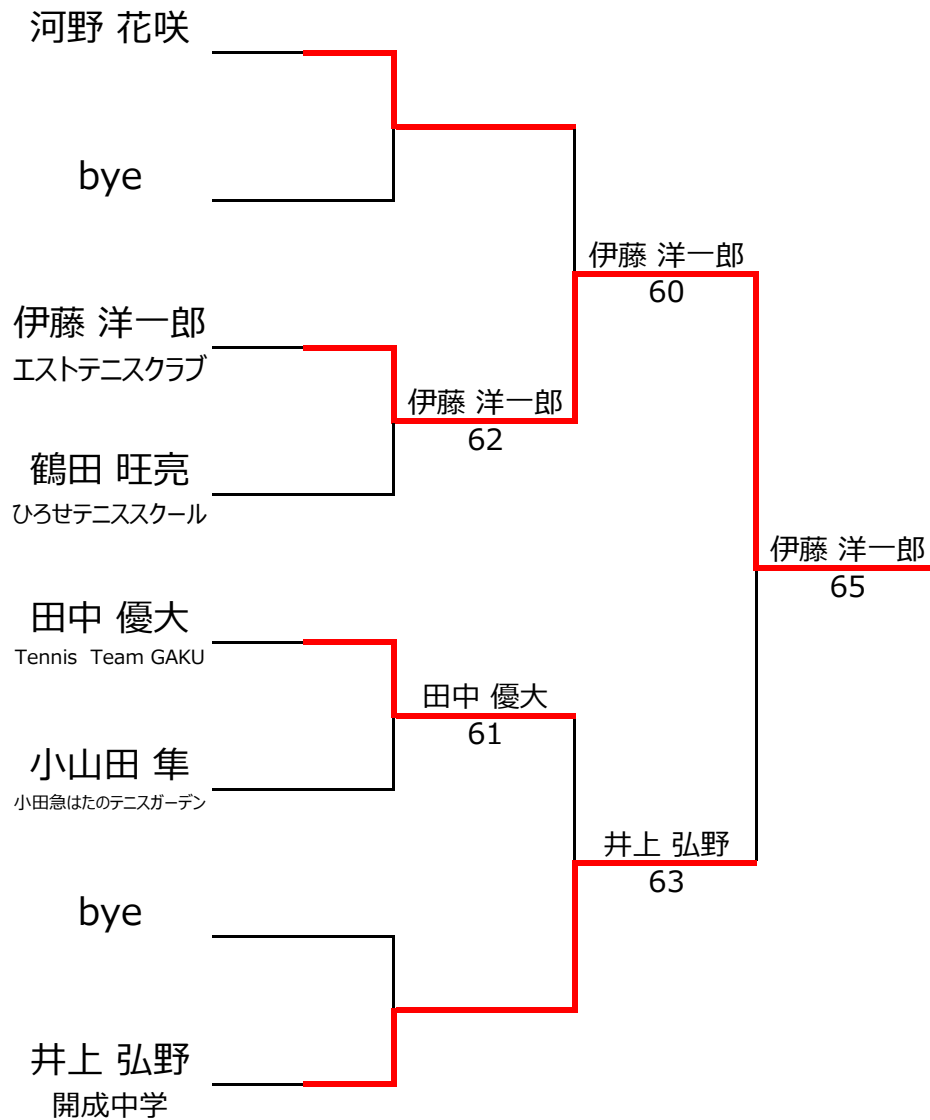 河野 花咲
bye
伊藤 洋一郎
60
伊藤 洋一郎
エストテニスクラブ
伊藤 洋一郎
62
鶴田 旺亮
ひろせテニススクール
伊藤 洋一郎
65
田中 優大
Tennis Team GAKU
田中 優大
61
小山田 隼
小田急はたのテニスガーデン
井上 弘野
63
bye
井上 弘野
開成中学